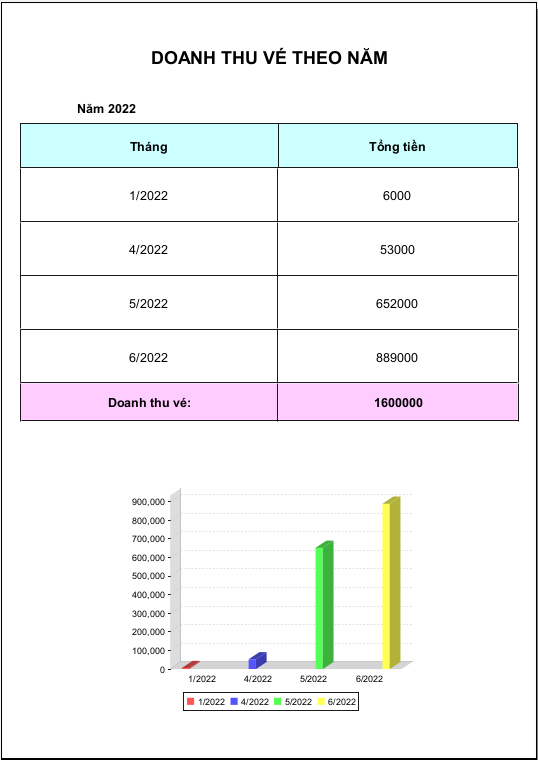 DOANH THU VÉ THEO NĂM
Năm 2022
Tháng Tổng tiền
1/2022 6000
4/2022 53000
5/2022 652000
6/2022 889000
Doanh thu vé: 1600000
900,000
800,000
700,000
600,000
500,000
400,000
300,000
200,000
100,000
0
1/2022 4/2022 5/2022 6/2022
1/2022 4/2022 5/2022 6/2022